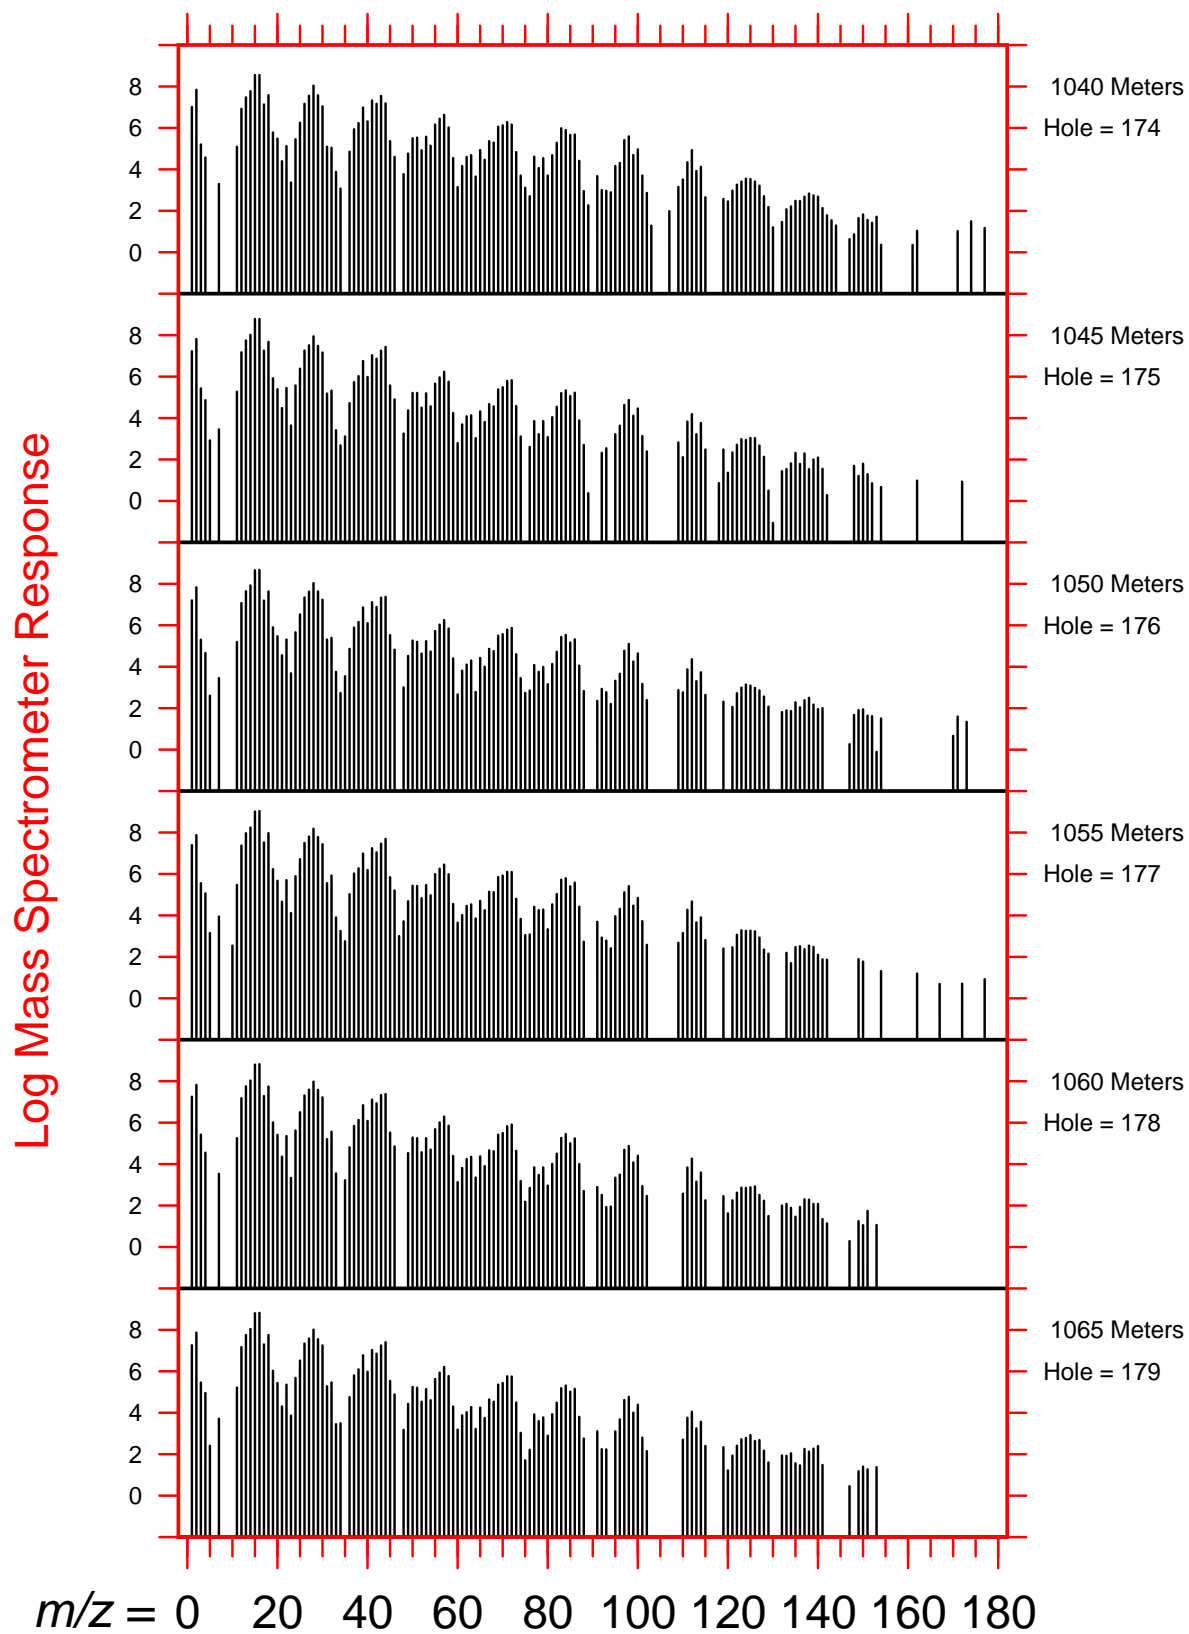 Log Mass Spectrometer Response
8
6
4
2
0
1040 Meters
Hole = 174
8
6
4
2
0
1045 Meters
Hole = 175
8
6
4
2
0
1050 Meters
Hole = 176
8
6
4
2
0
1055 Meters
Hole = 177
8
6
4
2
0
1060 Meters
Hole = 178
8
6
4
2
0
1065 Meters
Hole = 179
m/z = 0 20 40 60 80 100 120 140 160 180